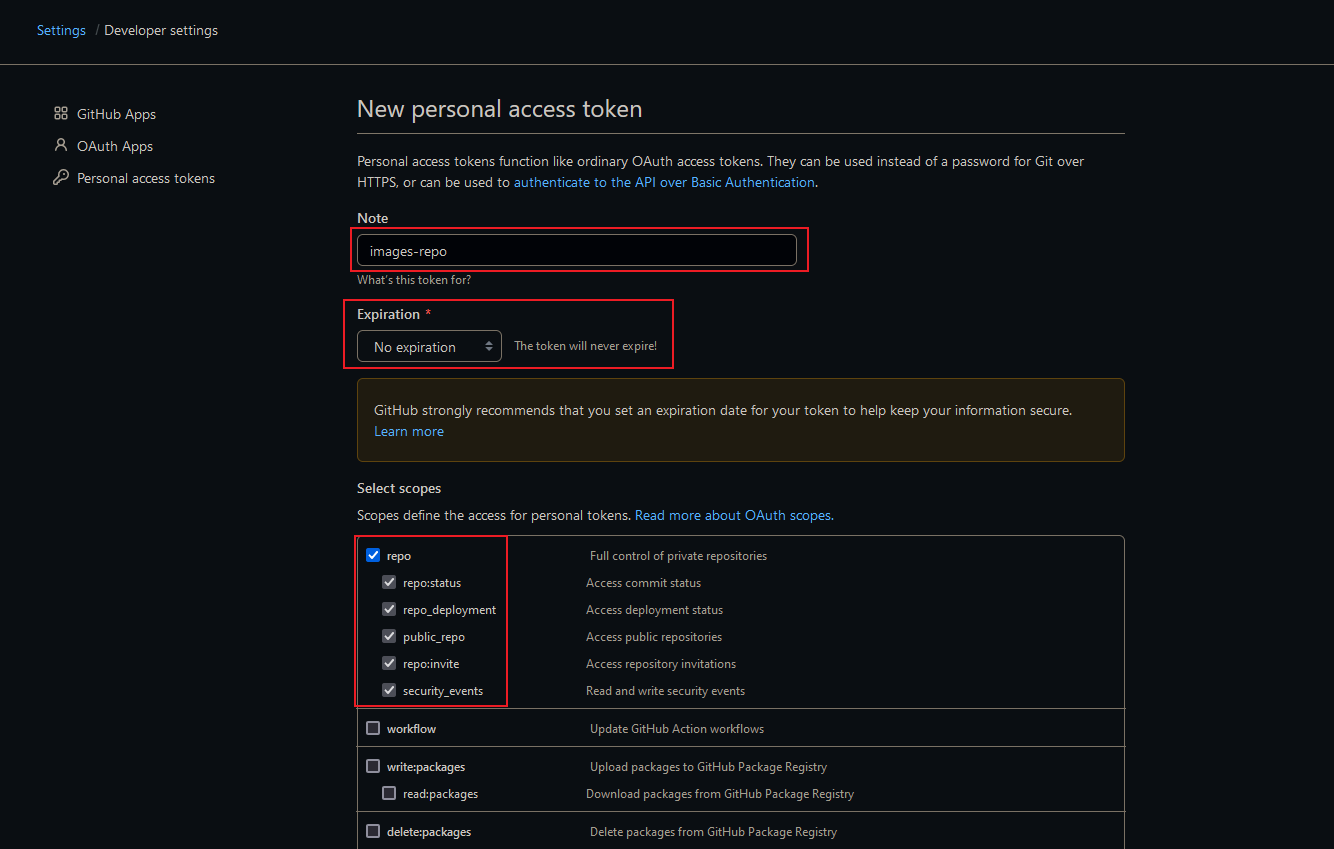 Settings / Developer settings
GitHub Apps
OAuth Apps
Personal access tokens
New personal access token
Personal access tokens function like ordinary OAuth access tokens. They can be used instead of a password for Git over
HTTPS, or can be used to authenticate to the API over Basic Authentication.
Note
images-repo
What's this token for?
Expiration *
No expiration The token will never expire!
GitHub strongly recommends that you set an expiration date for your token to help keep your information secure.
Learn more
Select scopes
Scopes define the access for personal tokens. Read more about OAuth scopes.
repo Full control of private repositories
repo:status Access commit status
repo_deployment Access deployment status
public_repo Access public repositories
repo:invite Access repository invitations
security_events Read and write security events
workflow Update GitHub Action workflows
write:packages Upload packages to GitHub Package Registry
read:packages Download packages from GitHub Package Registry
delete:packages Delete packages from GitHub Package Registry